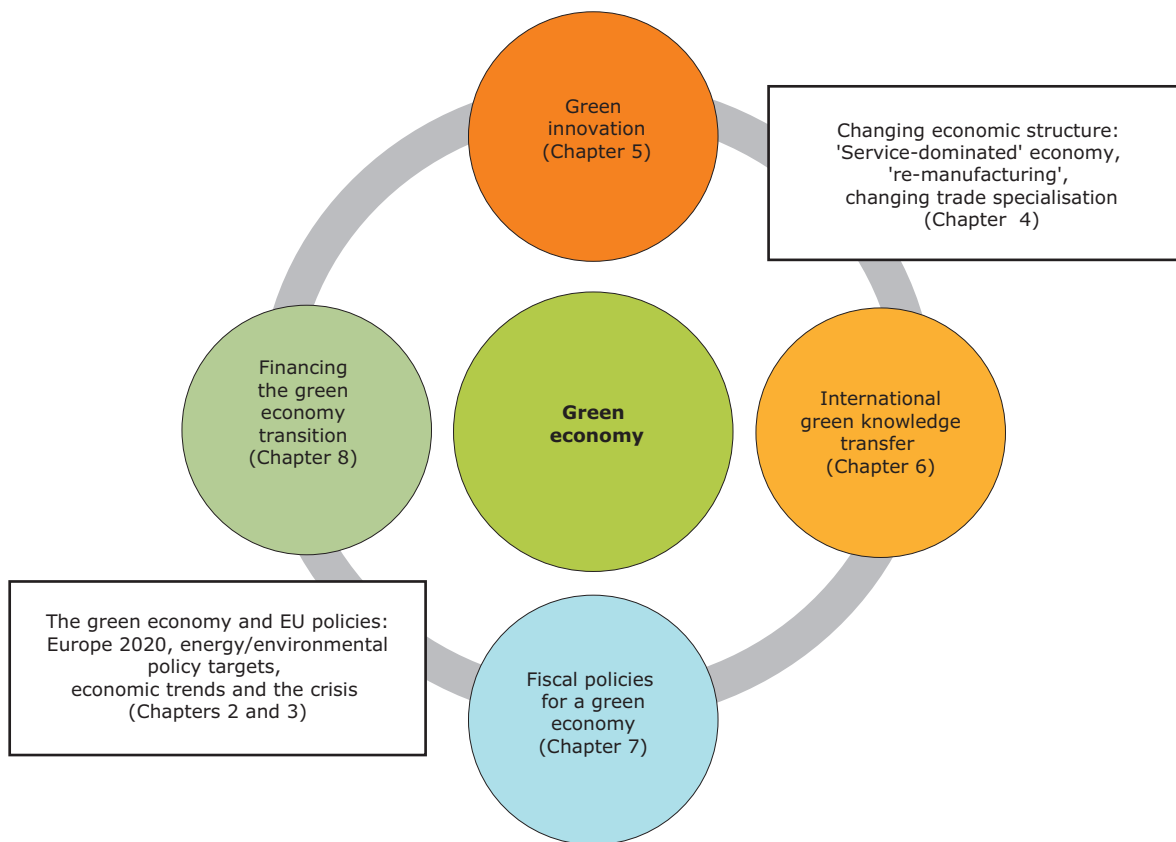 Green
innovation
(Chapter 5)
Changing economic structure:
'Service-dominated' economy,
're-manufacturing',
changing trade specialisation
(Chapter 4)
Financing
the green
economy
transition
(Chapter 8)
Green
economy
International
green knowledge
transfer
(Chapter 6)
The green economy and EU policies:
Europe 2020, energy/environmental
policy targets,
economic trends and the crisis
(Chapters 2 and 3)
Fiscal policies
for a green
economy
(Chapter 7)